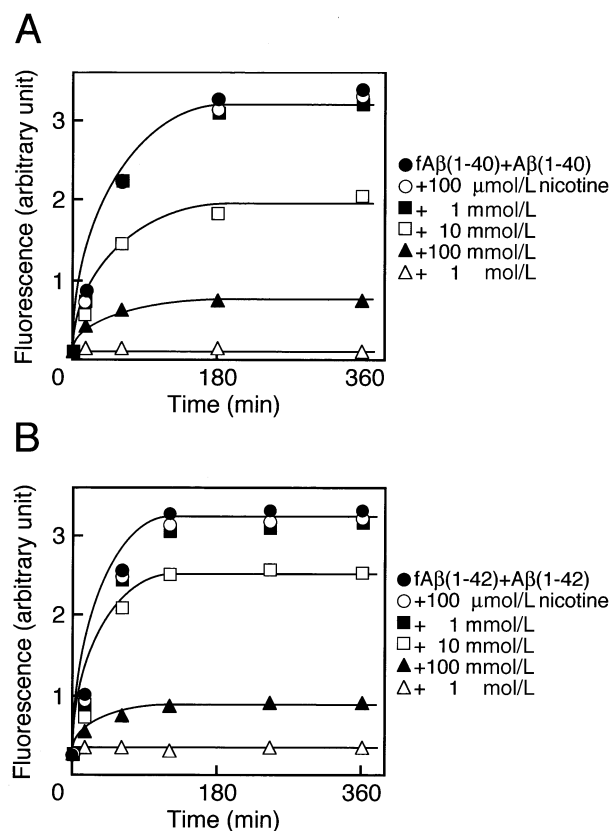 A
Fluorescence (arbitrary unit)
3
2
1
0
180
360
Time (min)
●fAβ(1-40)+Aβ(1-40)
○+100 μmol/L nicotine
■+ 1 mmol/L
□+ 10 mmol/L
▲+100 mmol/L
△+ 1 mol/L
B
Fluorescence (arbitrary unit)
3
2
1
0
180
360
Time (min)
●fAβ(1-42)+Aβ(1-42)
○+100 μmol/L nicotine
■+ 1 mmol/L
□+ 10 mmol/L
▲+100 mmol/L
△+ 1 mol/L